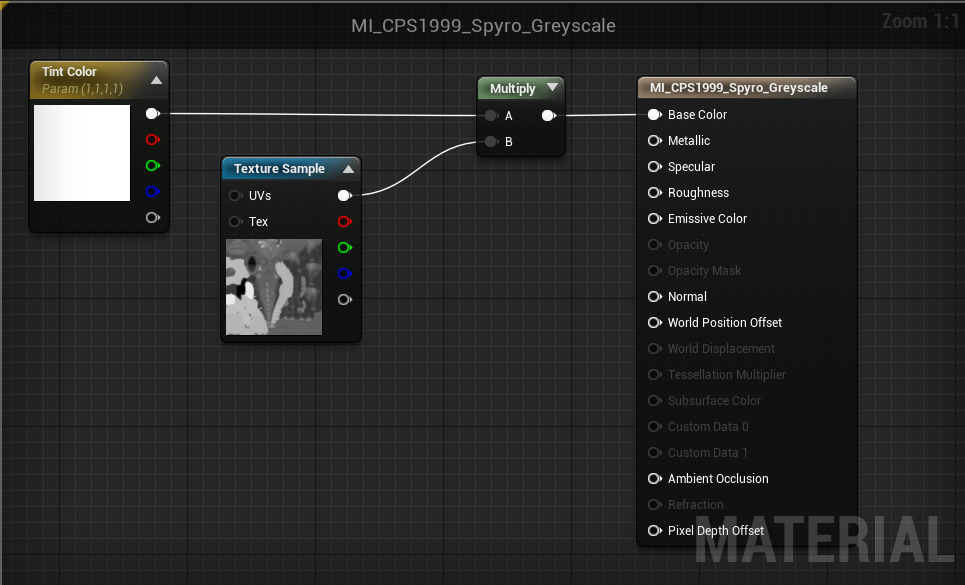 MI_CPS1999_Spyro_Greyscale
Zoom 1:1
Tint Color
Param (1,1,1,1)
Texture Sample
UVs
Tex
Multiply
A
B
MI_CPS1999_Spyro_Greyscale
Base Color
Metallic
Specular
Roughness
Emissive Color
Opacity
Opacity Mask
Normal
World Position Offset
World Displacement
Tessellation Multiplier
Subsurface Color
Custom Data 0
Custom Data 1
Ambient Occlusion
Refraction
Pixel Depth Offset
MATERIAL